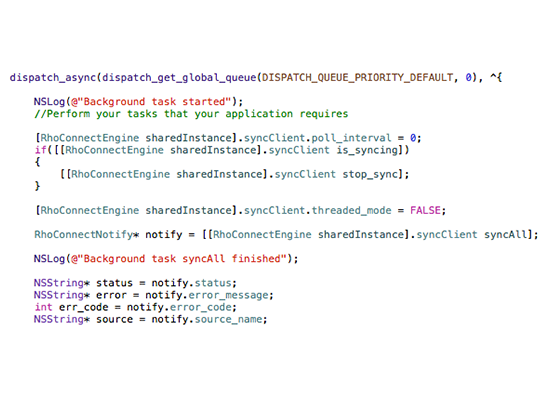 dispatch_async(dispatch_get_global_queue(DISPATCH_QUEUE_PRIORITY_DEFAULT, 0), ^{
NSLog(@"Background task started");
//Perform your tasks that your application requires
[RhoConnectEngine sharedInstance].syncClient.poll_interval = 0;
if([[RhoConnectEngine sharedInstance].syncClient is_syncing])
{
[[RhoConnectEngine sharedInstance].syncClient stop_sync];
}
[RhoConnectEngine sharedInstance].syncClient.threaded_mode = FALSE;
RhoConnectNotify* notify = [[RhoConnectEngine sharedInstance].syncClient syncAll];
NSLog(@"Background task syncAll finished");
NSString* status = notify.status;
NSString* error = notify.error_message;
int err_code = notify.error_code;
NSString* source = notify.source_name;